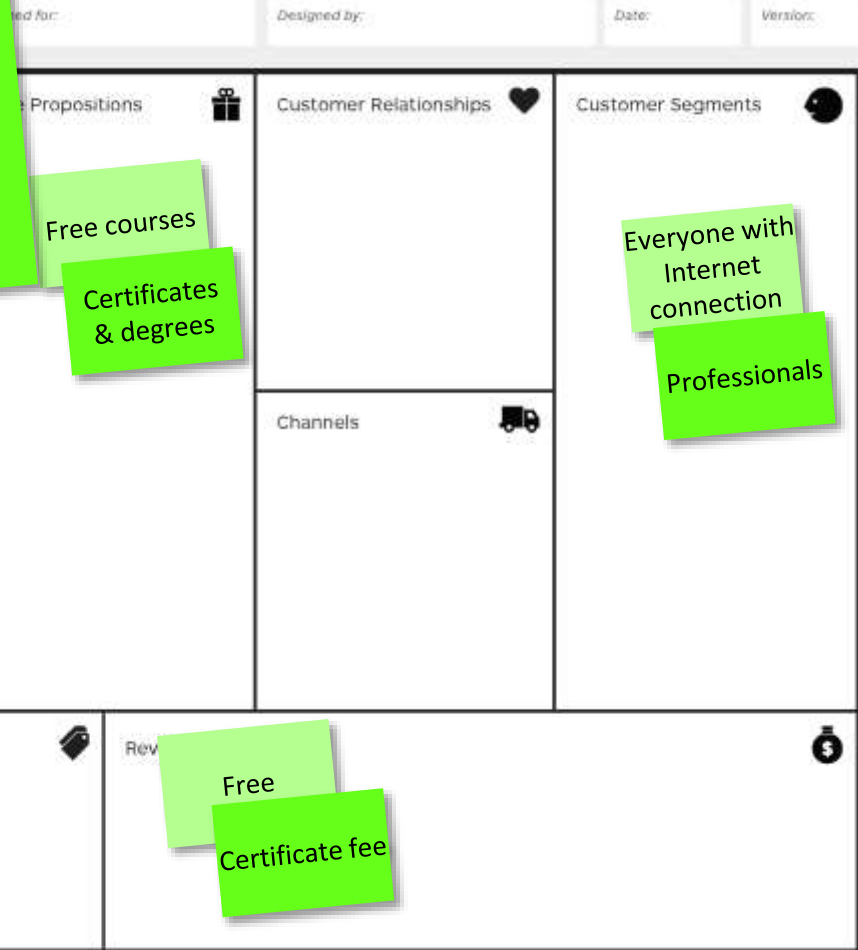 ed for:
Designed by:
Date:
Version:
Propositions
Customer Relationships
Customer Segments
Free courses
Certificates
& degrees
Everyone with
Internet
connection
Professionals
Channels
Rev
Free
Certificate fee
$